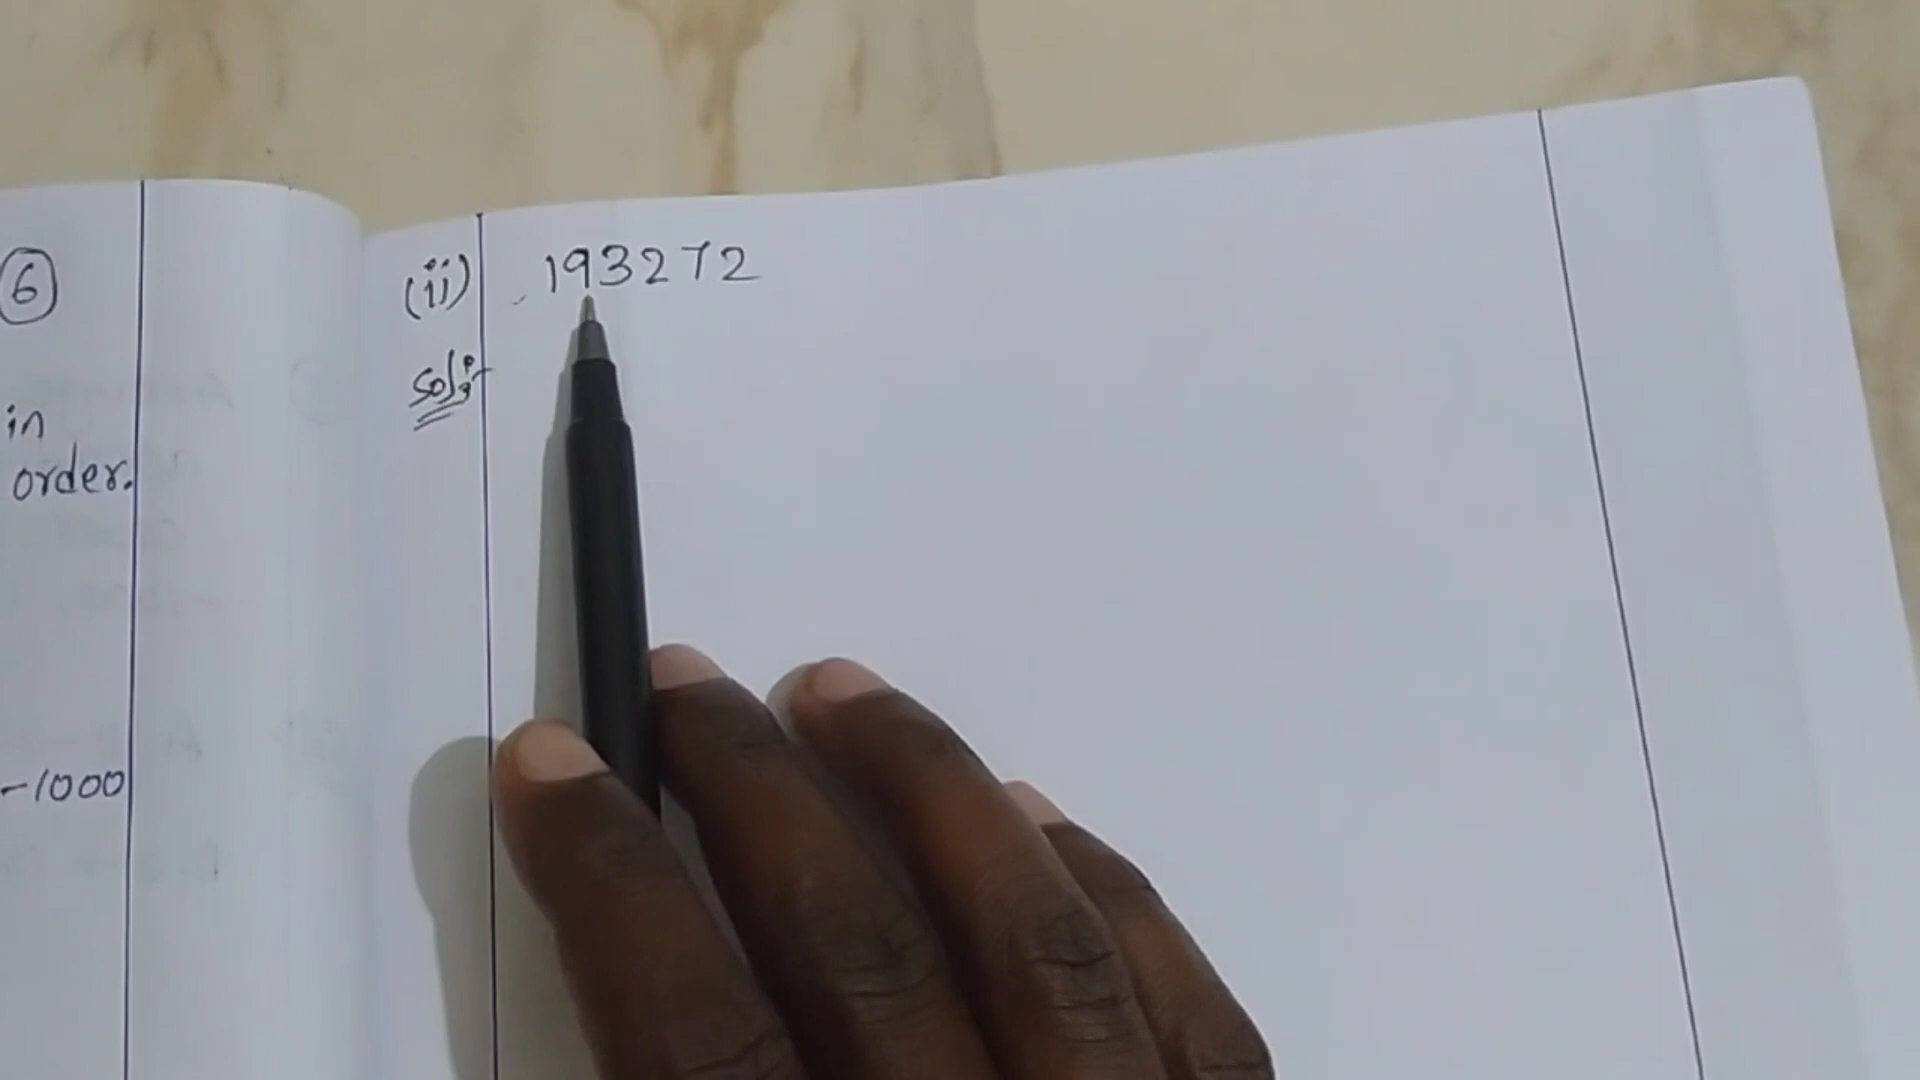 6
in
order.
-1000
(ii) 193272
Sol:-